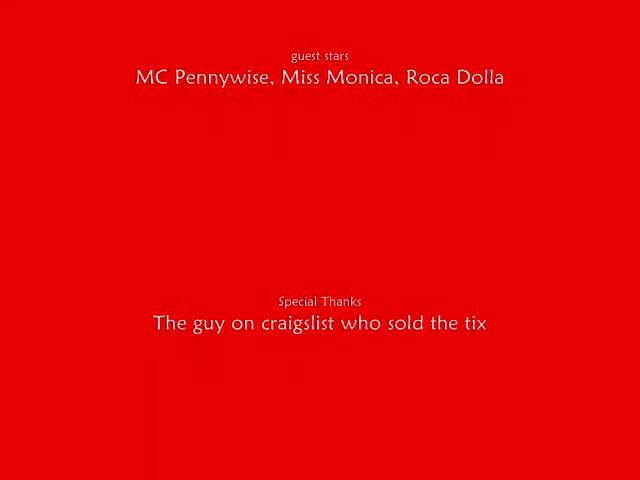 guest stars
MC Pennywise, Miss Monica, Roca Dolla
Special Thanks
The guy on craigslist who sold the tix